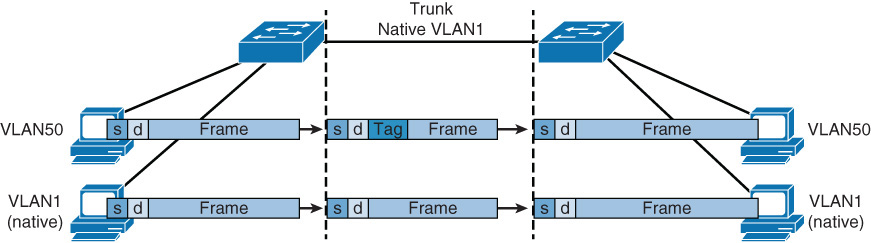 Trunk
Native VLAN1
VLAN50
s d Frame
s d Tag Frame
s d Frame
VLAN50
VLAN1
(native)
s d Frame
s d Frame
s d Frame
VLAN1
(native)